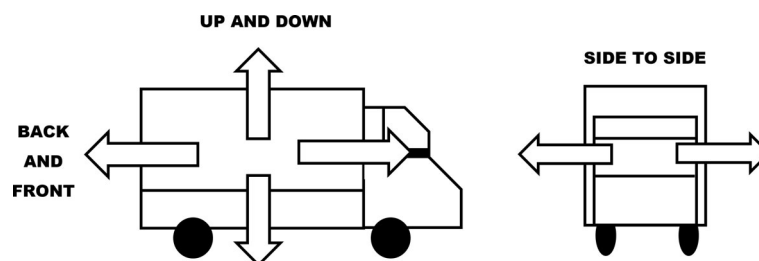 UP AND DOWN
SIDE TO SIDE
BACK
AND
FRONT